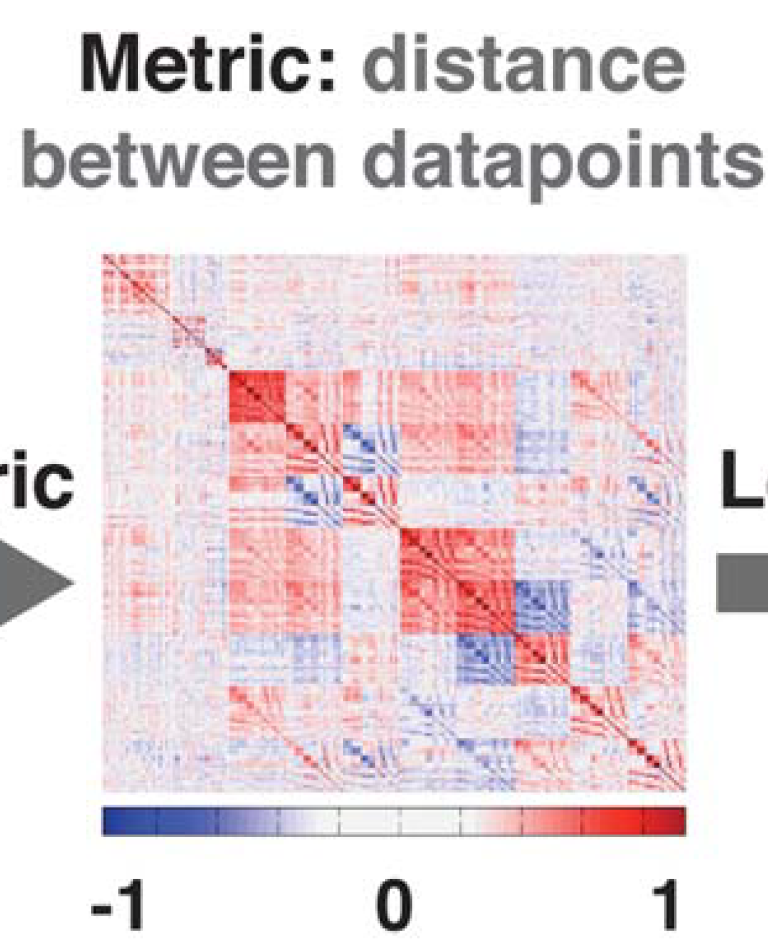 Metric: distance
between datapoints
ric
L
-1 0 1